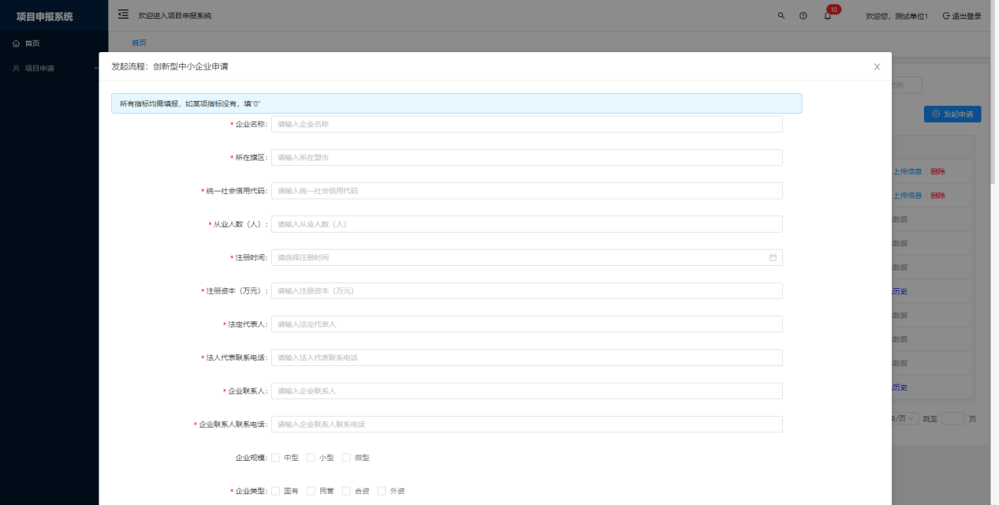 项目申报系统
欢迎进入项目申报系统
10
欢迎您, 测试单位1
退出登录
首页
首页
项目申请
发起流程: 创新型中小企业申请
所有指标均需填报, 如某项指标没有, 填"0"
* 企业名称: 请输入企业名称
* 所在旗区: 请输入所在盟市
* 统一社会信用代码: 请输入统一社会信用代码
* 从业人数（人）: 请输入从业人数（人）
* 注册时间: 请选择注册时间
* 注册资本（万元）: 请输入注册资本（万元）
* 法定代表人: 请输入法定代表人
* 法人代表联系电话: 请输入法人代表联系电话
* 企业联系人: 请输入企业联系人
* 企业联系人联系电话: 请输入企业联系人联系电话
企业规模: 中型 小型 微型
* 企业类型: 国有 民营 合资 外资
时间
发起申请
上传信息 删除
上传信息 删除
数据
数据
数据
历史
数据
数据
数据
历史
条/页 跳至 页